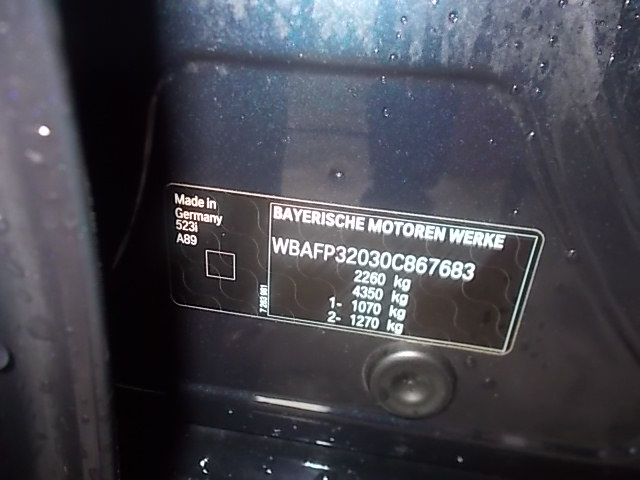 Made in
Germany
523i
A89
BAYERISCHE MOTOREN WERKE
WBAFP32030C867683
2260 kg
4350 kg
1- 1070 kg
2- 1270 kg